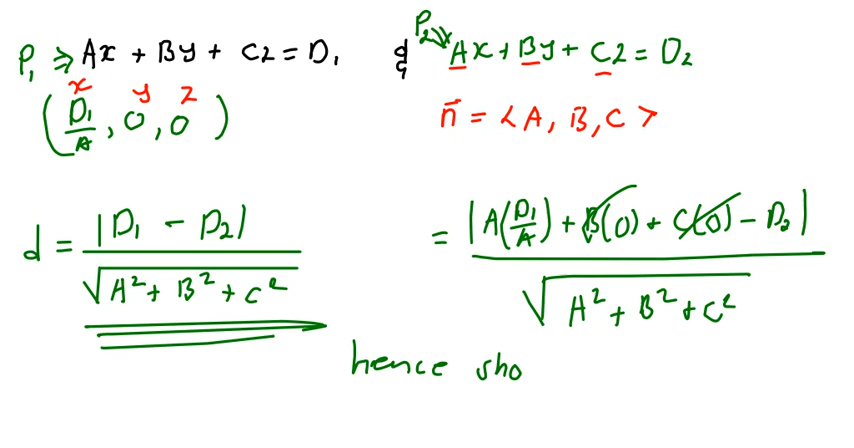 P₁ ⇒ Ax + By + Cz = D₁ & P₂ ⇒ Ax + By + Cz = D₂
x y z
(D₁/A, 0, 0) n⃗ = <A, B, C>
d = |D₁ - D₂| / √(A² + B² + C²) = |A(D₁/A) + B(0) + C(0) - D₂| / √(A² + B² + C²)
hence sho